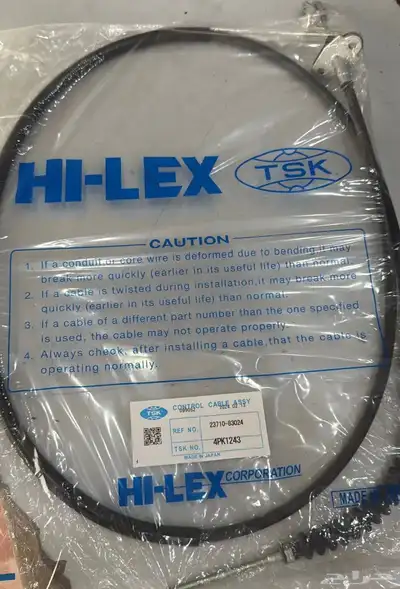 HI-LEX TSK
CAUTION
1. If a conduit or core wire is deformed due to bending,it may
break more quickly (earlier in its useful life) than normal.
2. If a cable is twisted during installation,it may break more
quickly (earlier in its useful life) than normal.
3. If a cable of a different part number than the one specified
is used, the cable may not operate properly.
4. Always check, after installing a cable,that the cable is
operating normally.
TSK CONTROL CABLE ASSY
REF NO. 23710-63024
TSK NO. 4PK1243
MADE IN JAPAN
HI-LEX CORPORATION
MADE
حراج